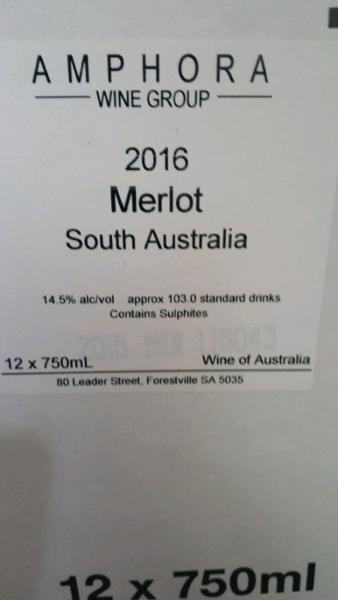 AMPHORA
WINE GROUP
2016
Merlot
South Australia
14.5% alc/vol approx 103.0 standard drinks
Contains Sulphites
12 x 750mL Wine of Australia
80 Leader Street, Forestville SA 5035
12 x 750ml